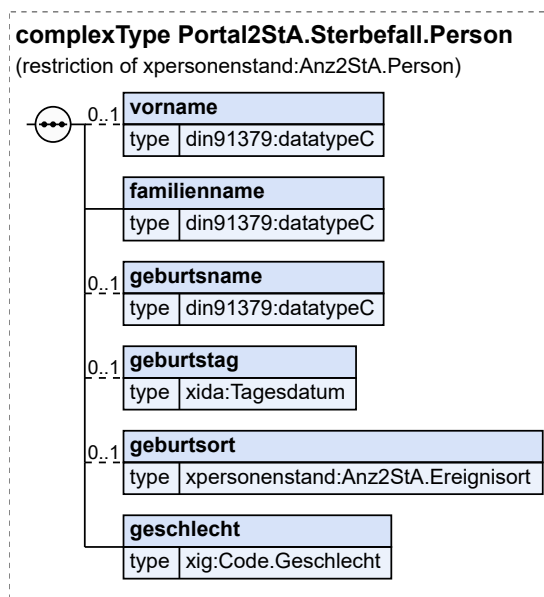 complexType Portal2StA.Sterbefall.Person
(restriction of xpersonenstand:Anz2StA.Person)
0..1 vorname
type din91379:datatypeC
familienname
type din91379:datatypeC
0..1 geburtsname
type din91379:datatypeC
0..1 geburtstag
type xida:Tagesdatum
0..1 geburtsort
type xpersonenstand:Anz2StA.Ereignisort
geschlecht
type xig:Code.Geschlecht